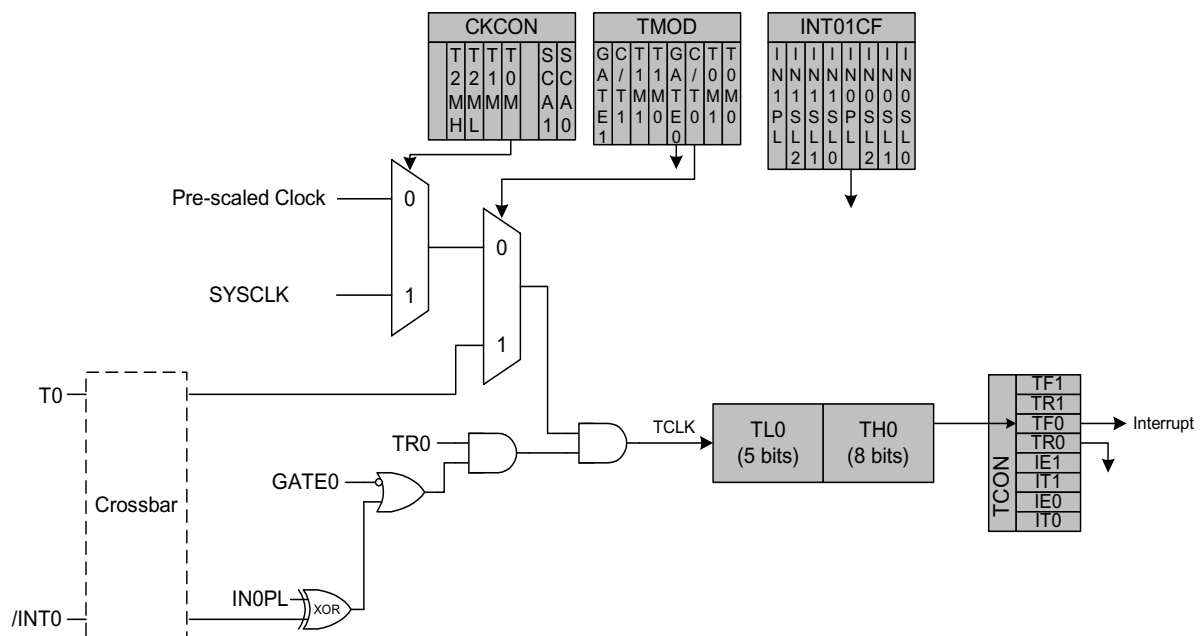 CKCON
TMOD
INT01CF
T2MH
T2ML
T1M
T0M
SCA1
SCA0
GATE1
C/T1
T1M1
T1M0
GATE0
C/T0
T0M1
T0M0
IN1PL
IN1SL2
IN1SL1
IN1SL0
IN0PL
IN0SL2
IN0SL1
IN0SL0
Pre-scaled Clock
0
SYSCLK
1
0
1
T0
Crossbar
/INT0
TR0
GATE0
IN0PL
XOR
TCLK
TL0
(5 bits)
TH0
(8 bits)
TCON
TF1
TR1
TF0
TR0
IE1
IT1
IE0
IT0
Interrupt